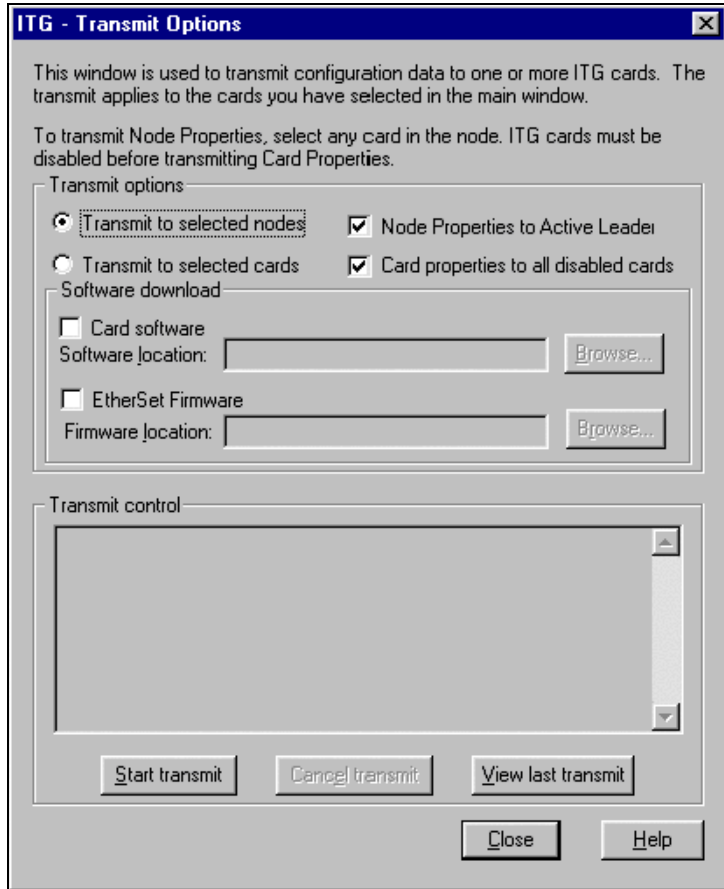 ITG - Transmit Options
This window is used to transmit configuration data to one or more ITG cards. The
transmit applies to the cards you have selected in the main window.
To transmit Node Properties, select any card in the node. ITG cards must be
disabled before transmitting Card Properties.
Transmit options
Transmit to selected nodes
Node Properties to Active Leader
Transmit to selected cards
Card properties to all disabled cards
Software download
Card software
Software location:
Browse...
EtherSet Firmware
Firmware location:
Browse...
Transmit control
Start transmit
Cancel transmit
View last transmit
Close
Help